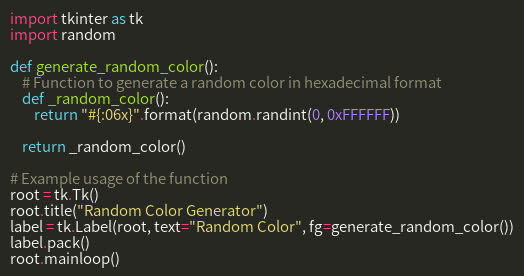 import tkinter as tk
import random

def generate_random_color():
    # Function to generate a random color in hexadecimal format
    def _random_color():
        return "#{:06x}".format(random.randint(0, 0xFFFFFF))

    return _random_color()

# Example usage of the function
root = tk.Tk()
root.title("Random Color Generator")
label = tk.Label(root, text="Random Color", fg=generate_random_color())
label.pack()
root.mainloop()